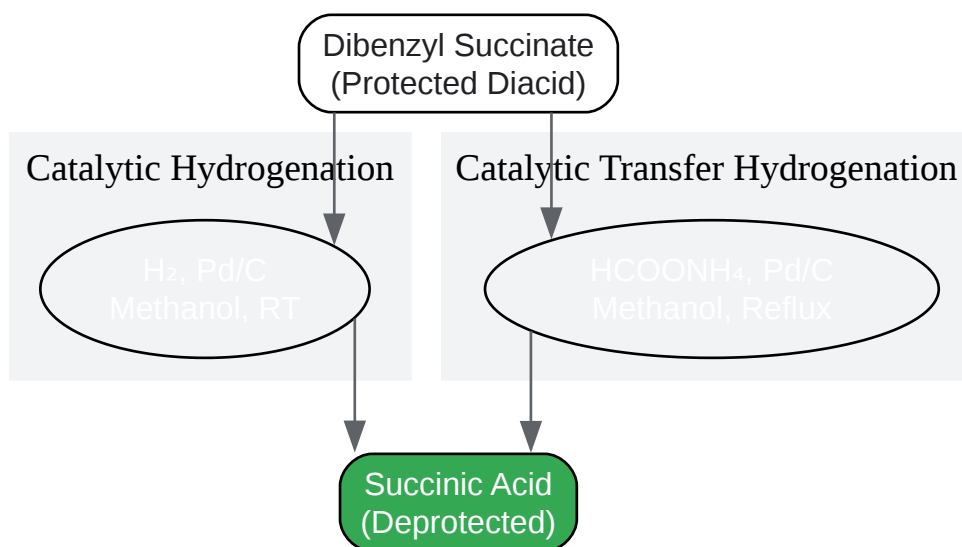 Dibenzyl Succinate
(Protected Diacid)
Catalytic Hydrogenation
Catalytic Transfer Hydrogenation
H₂, Pd/C
Methanol, RT
HCOONH₄, Pd/C
Methanol, Reflux
Succinic Acid
(Deprotected)